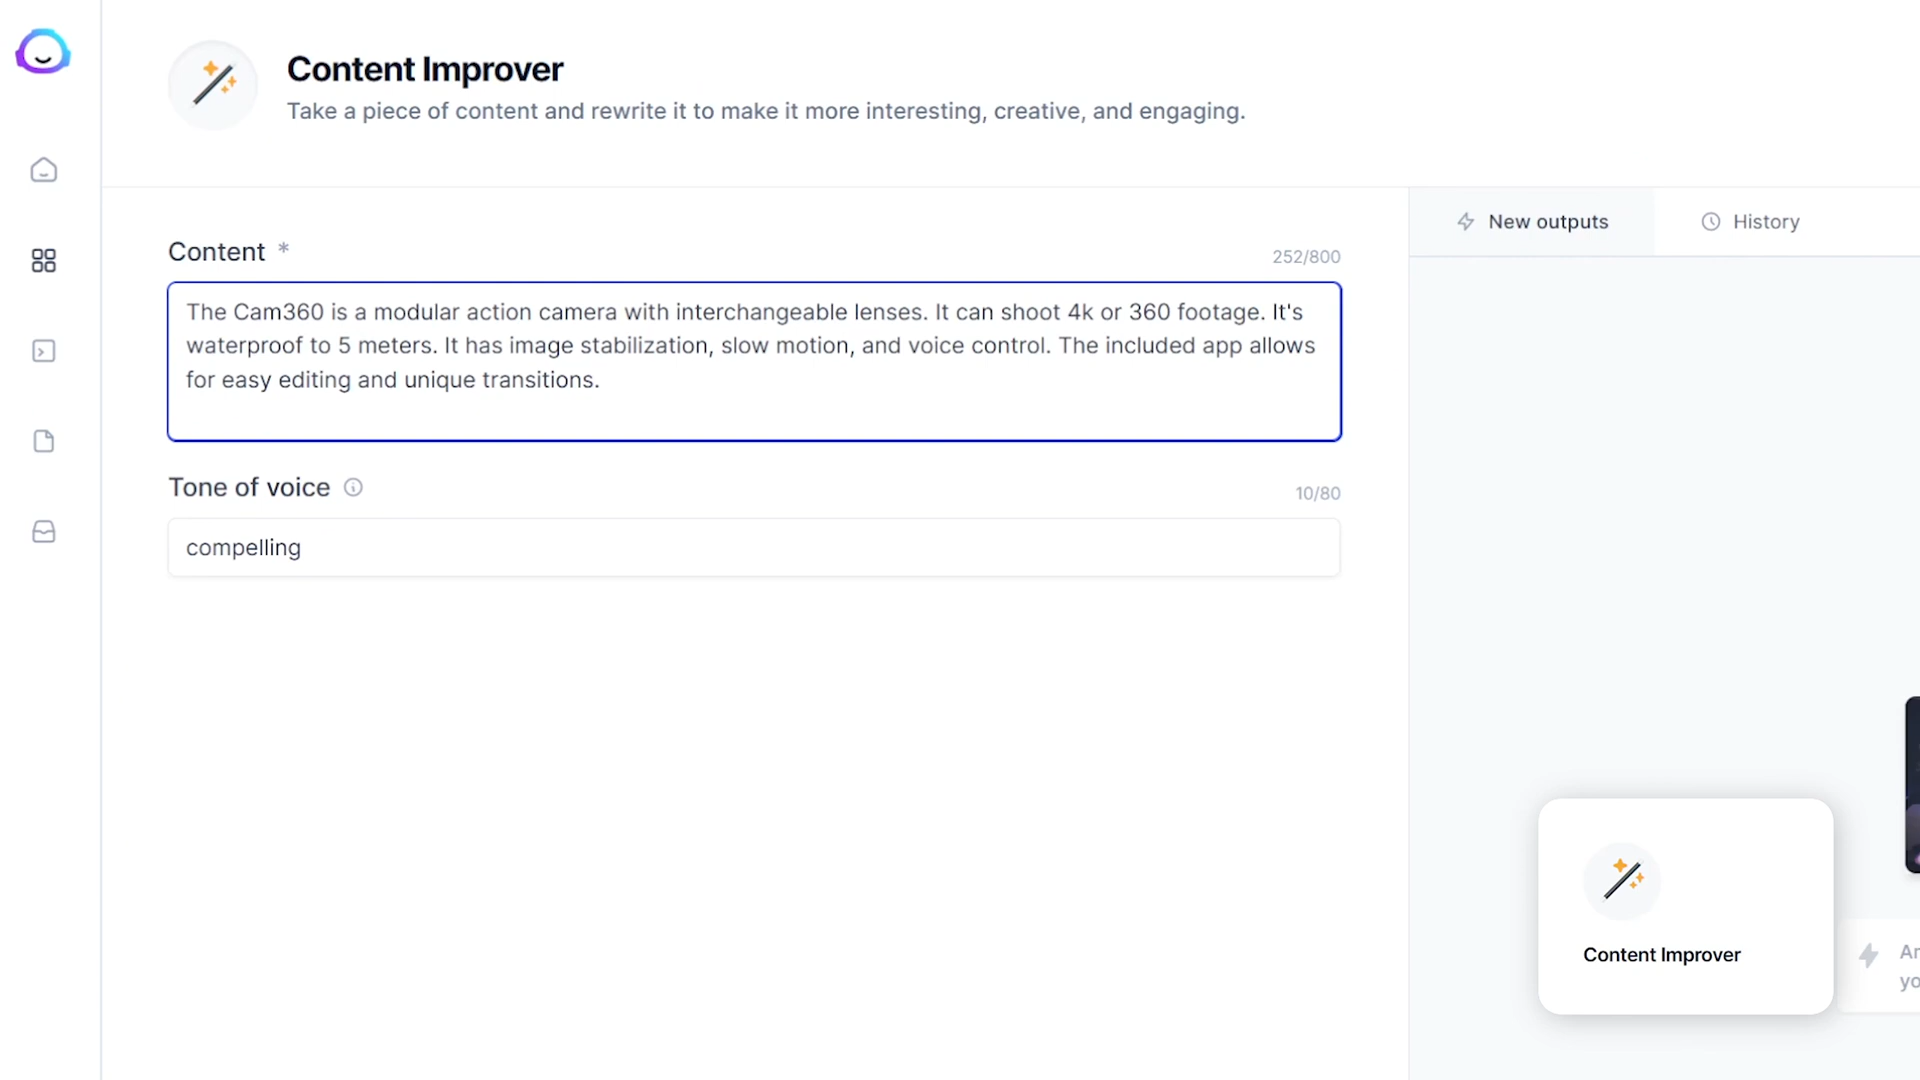 Content Improver
Take a piece of content and rewrite it to make it more interesting, creative, and engaging.
Content *
252/800
The Cam360 is a modular action camera with interchangeable lenses. It can shoot 4k or 360 footage. It's
waterproof to 5 meters. It has image stabilization, slow motion, and voice control. The included app allows
for easy editing and unique transitions.
Tone of voice
10/80
compelling
New outputs
History
Content Improver